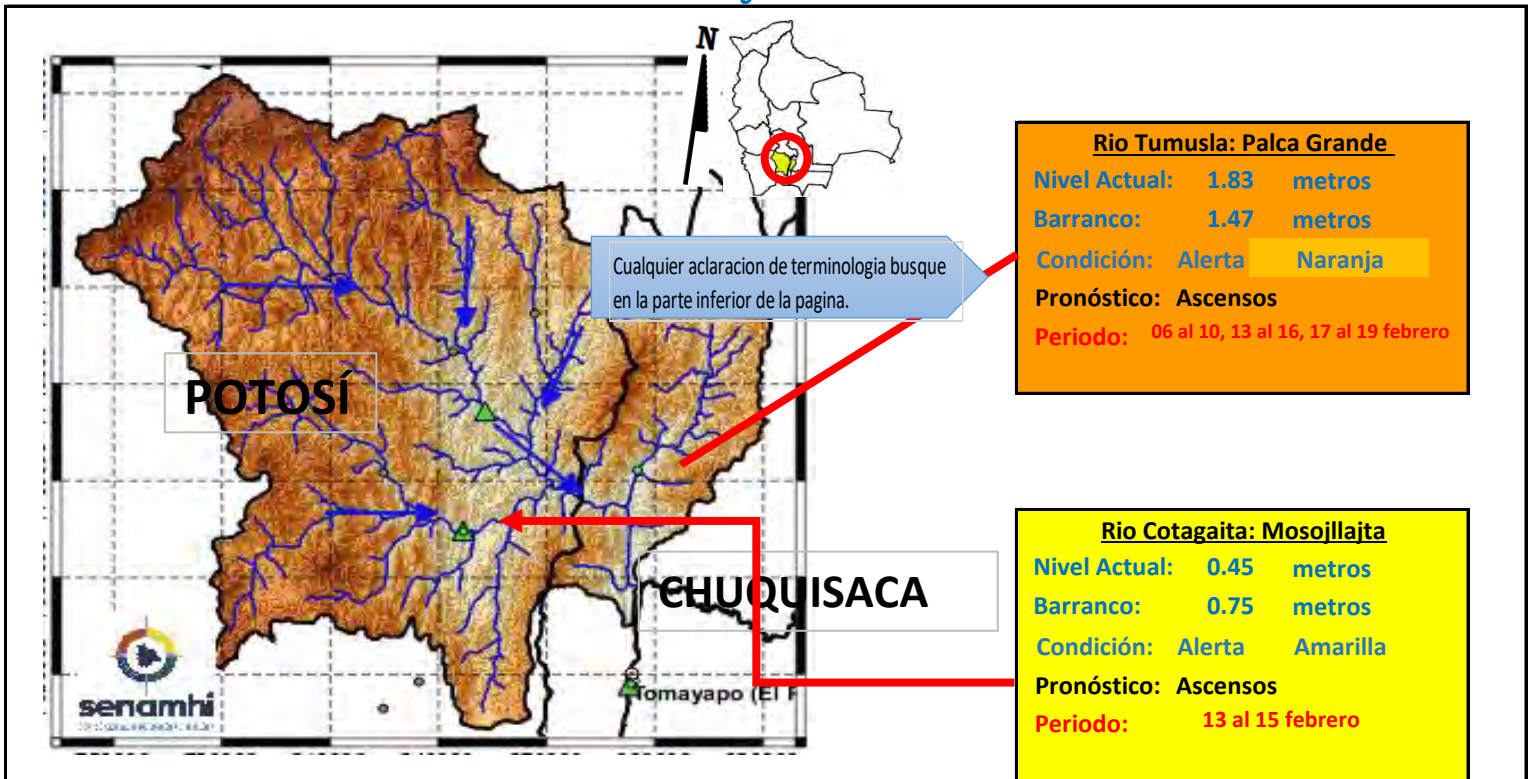 N
Cualquier aclaracion de terminologia busque
en la parte inferior de la pagina.
POTOSÍ
CHUQUISACA
Tomayapo (El
senamhi
Rio Tumusla: Palca Grande
Nivel Actual: 1.83 metros
Barranco: 1.47 metros
Condición: Alerta Naranja
Pronóstico: Ascensos
Periodo: 06 al 10, 13 al 16, 17 al 19 febrero
Rio Cotagaita: Mosojllajta
Nivel Actual: 0.45 metros
Barranco: 0.75 metros
Condición: Alerta Amarilla
Pronóstico: Ascensos
Periodo: 13 al 15 febrero